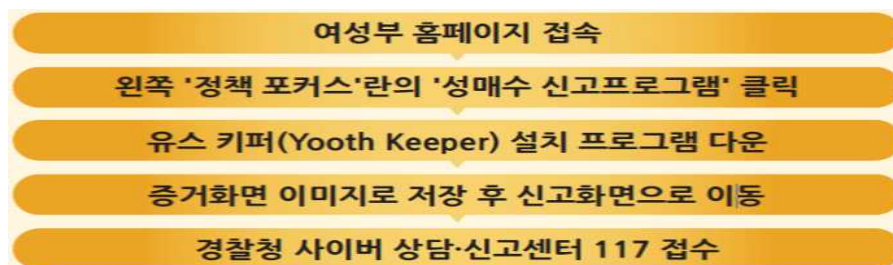 여성부 홈페이지 접속
왼쪽 '정책 포커스'란의 '성매수 신고프로그램' 클릭
유스 키퍼(Yooth Keeper) 설치 프로그램 다운
증거화면 이미지로 저장 후 신고화면으로 이동
경찰청 사이버 상담·신고센터 117 접수